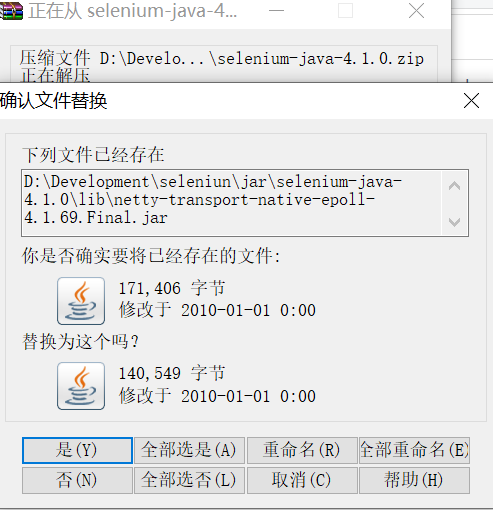 正在从 selenium-java-4...
压缩文件 D:\Develo...\selenium-java-4.1.0.zip
正在解压
确认文件替换
下列文件已经存在
D:\Development\seleniun\jar\selenium-java-
4.1.0\lib\netty-transport-native-epoll-
4.1.69.Final.jar
你是否确实要将已经存在的文件:
171,406 字节
修改于 2010-01-01 0:00
替换为这个吗?
140,549 字节
修改于 2010-01-01 0:00
是(Y) 全部选是(A) 重命名(R) 全部重命名(E)
否(N) 全部选否(L) 取消(C) 帮助(H)